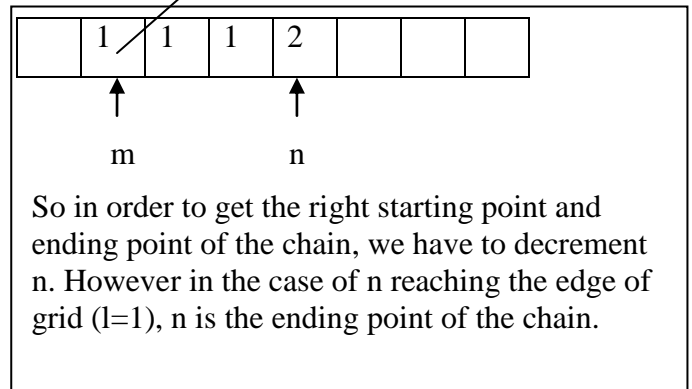 1 1 1 2
m n
So in order to get the right starting point and
ending point of the chain, we have to decrement
n. However in the case of n reaching the edge of
grid (l=1), n is the ending point of the chain.